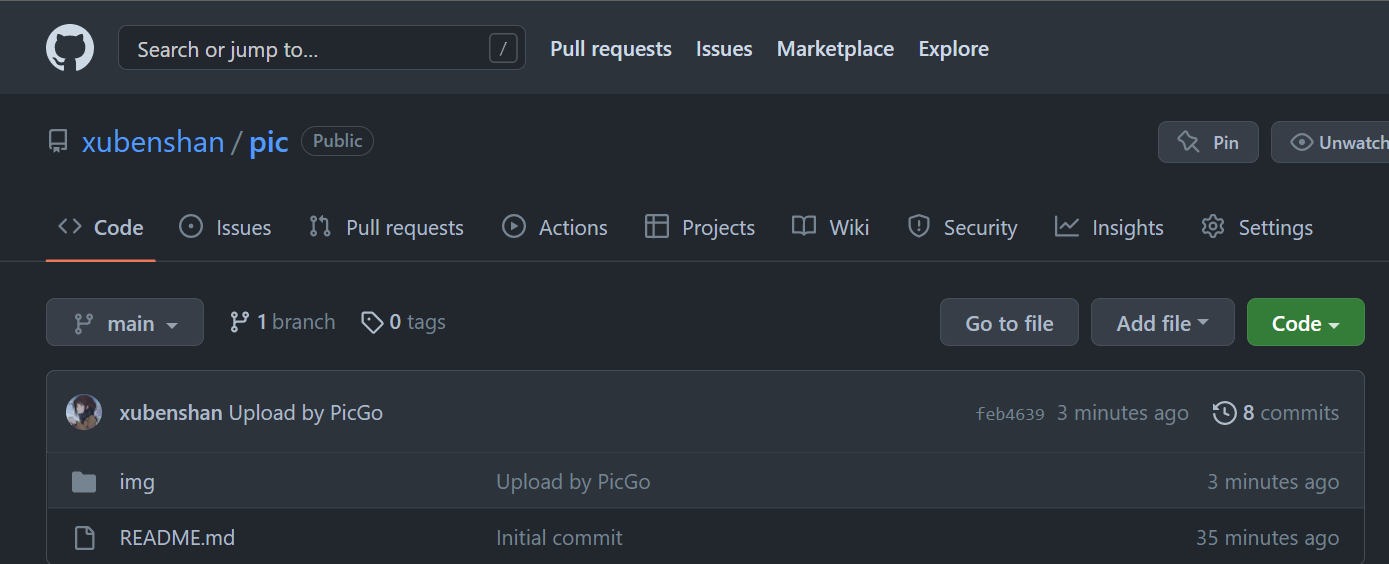 Search or jump to... / Pull requests Issues Marketplace Explore
xubenshan / pic Public Pin Unwatch
Code Issues Pull requests Actions Projects Wiki Security Insights Settings
main 1 branch 0 tags Go to file Add file Code
xubenshan Upload by PicGo feb4639 3 minutes ago 8 commits
img Upload by PicGo 3 minutes ago
README.md Initial commit 35 minutes ago